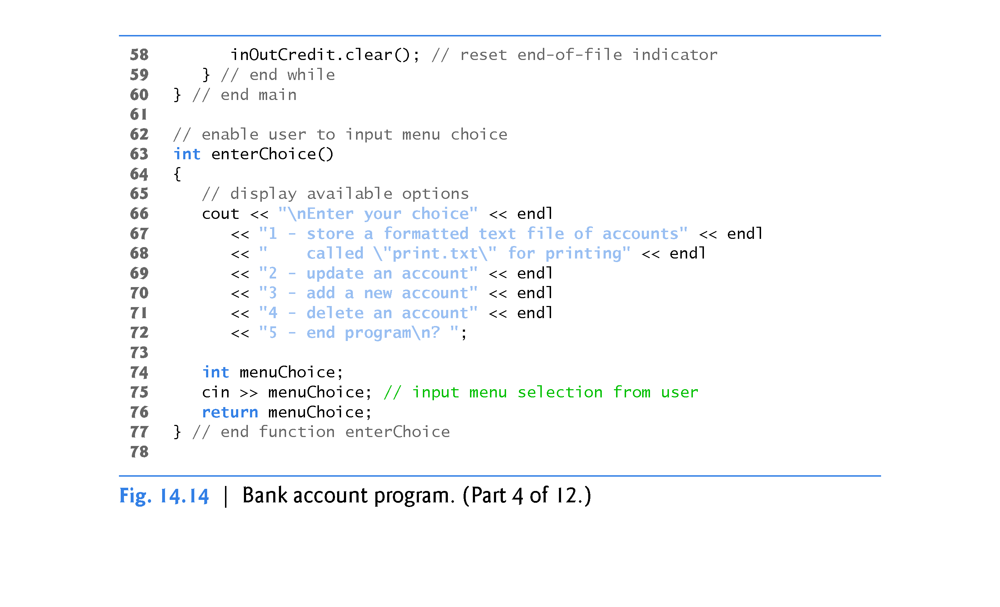 58         inOutCredit.clear(); // reset end-of-file indicator
59      } // end while
60   } // end main
61
62   // enable user to input menu choice
63   int enterChoice()
64   {
65      // display available options
66      cout << "\nEnter your choice" << endl
67         << "1 - store a formatted text file of accounts" << endl
68         << "    called \"print.txt\" for printing" << endl
69         << "2 - update an account" << endl
70         << "3 - add a new account" << endl
71         << "4 - delete an account" << endl
72         << "5 - end program\n? ";
73
74      int menuChoice;
75      cin >> menuChoice; // input menu selection from user
76      return menuChoice;
77   } // end function enterChoice
78
Fig. 14.14 | Bank account program. (Part 4 of 12.)